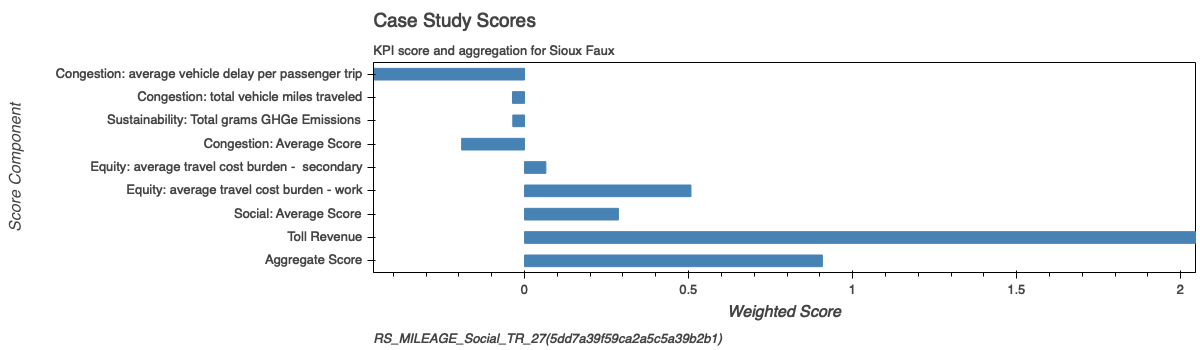 Case Study Scores
KPI score and aggregation for Sioux Faux
Score Component
Congestion: average vehicle delay per passenger trip
Congestion: total vehicle miles traveled
Sustainability: Total grams GHGe Emissions
Congestion: Average Score
Equity: average travel cost burden -  secondary
Equity: average travel cost burden - work
Social: Average Score
Toll Revenue
Aggregate Score
0 0.5 1 1.5 2
Weighted Score
RS_MILEAGE_Social_TR_27(5dd7a39f59ca2a5c5a39b2b1)